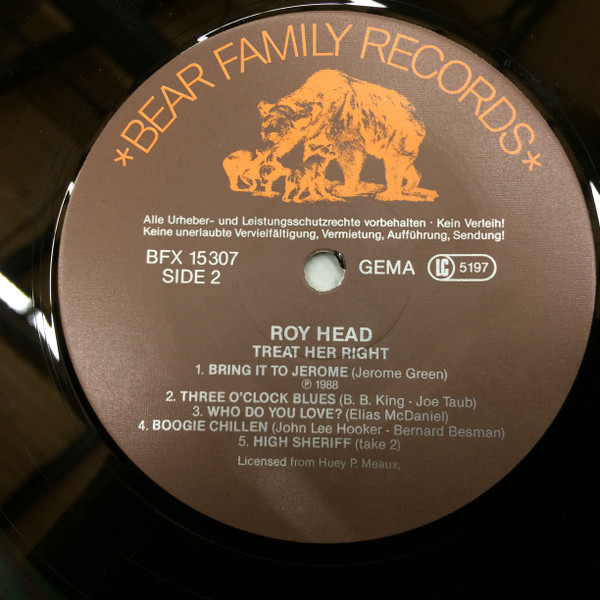 *BEAR FAMILY RECORDS*
Alle Urheber- und Leistungsschutzrechte vorbehalten · Kein Verleih!
Keine unerlaubte Vervielfältigung, Vermietung, Aufführung, Sendung!
BFX 15307
SIDE 2
GEMA LC 5197
ROY HEAD
TREAT HER RIGHT
1. BRING IT TO JEROME (Jerome Green)
℗ 1988
2. THREE O'CLOCK BLUES (B. B. King - Joe Taub)
3. WHO DO YOU LOVE? (Elias McDaniel)
4. BOOGIE CHILLEN (John Lee Hooker - Bernard Besman)
5. HIGH SHERIFF (take 2)
Licensed from Huey P. Meaux,